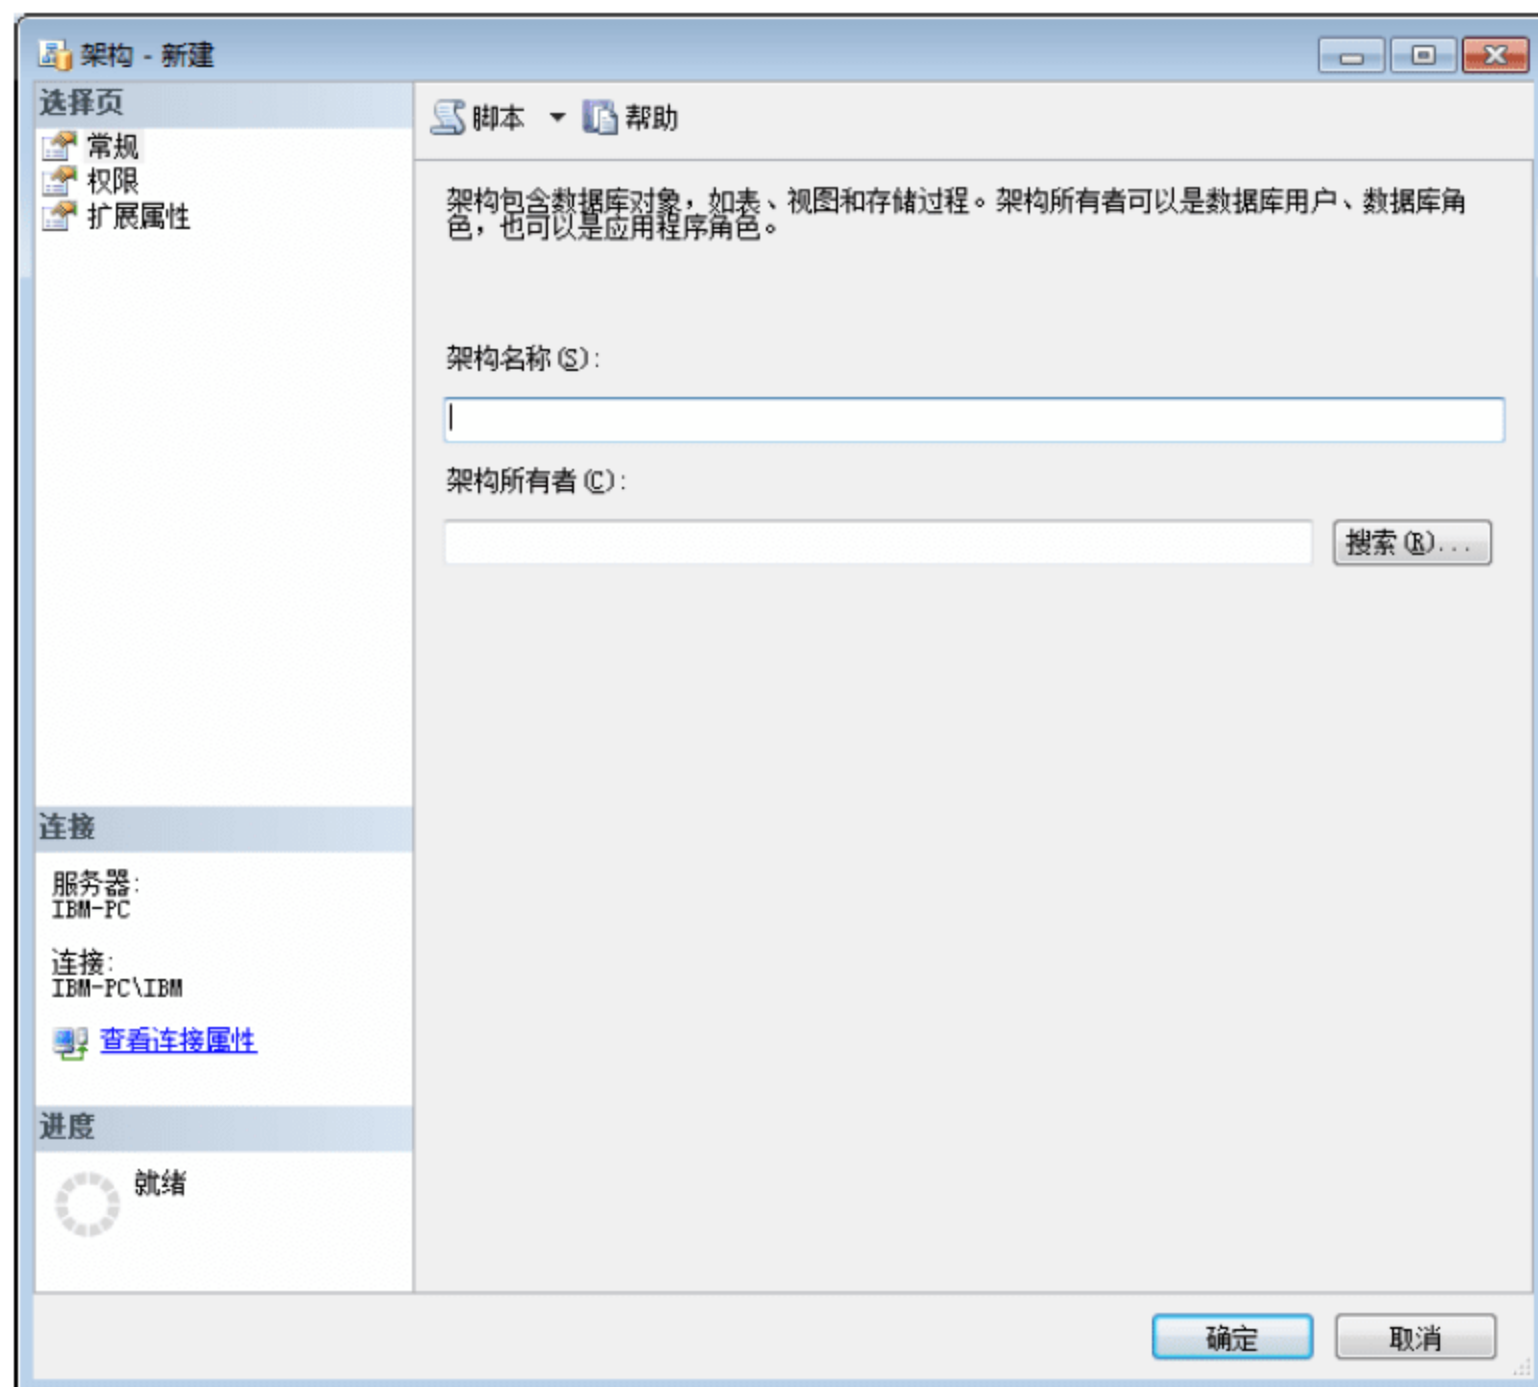 架构 - 新建
选择页
常规
权限
扩展属性
脚本
帮助
架构包含数据库对象，如表、视图和存储过程。架构所有者可以是数据库用户、数据库角
色，也可以是应用程序角色。
架构名称(S):
架构所有者(C):
搜索(R)...
连接
服务器:
IBM-PC
连接:
IBM-PC\IBM
查看连接属性
进度
就绪
确定
取消